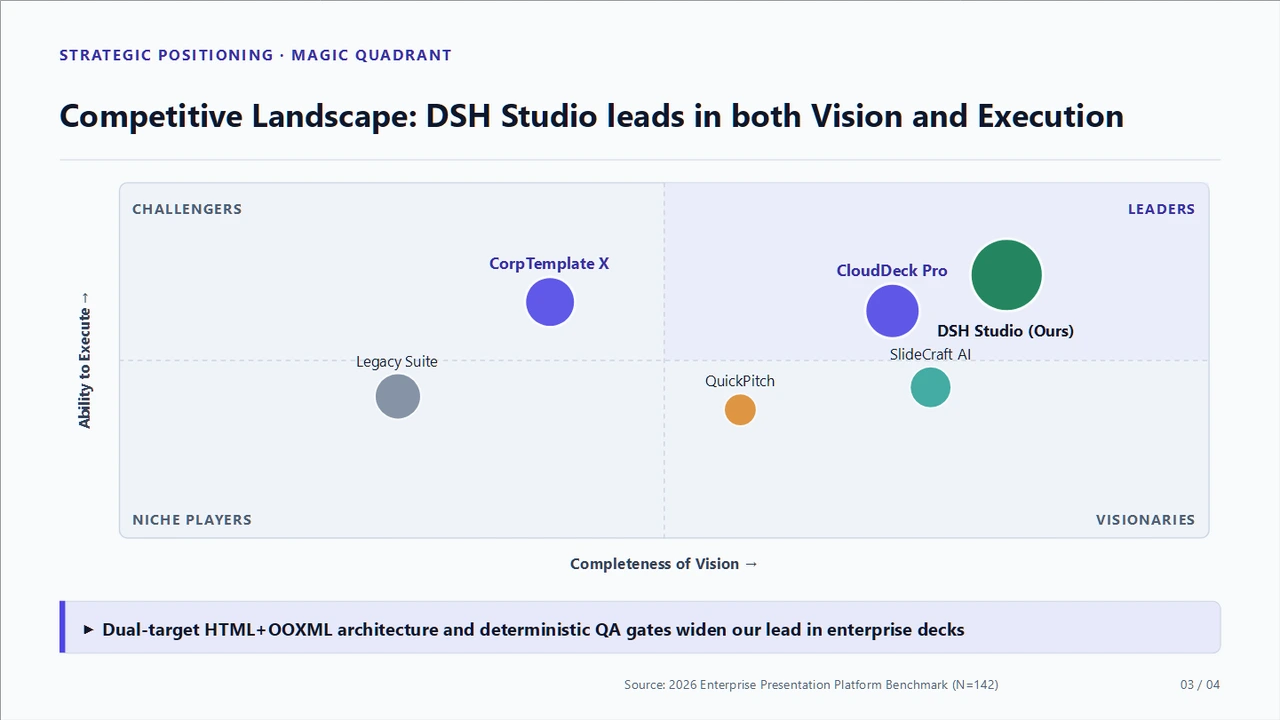 STRATEGIC POSITIONING · MAGIC QUADRANT
Competitive Landscape: DSH Studio leads in both Vision and Execution
CHALLENGERS
LEADERS
CorpTemplate X
CloudDeck Pro
DSH Studio (Ours)
Ability to Execute →
Legacy Suite
SlideCraft AI
QuickPitch
NICHE PLAYERS
VISIONARIES
Completeness of Vision →
► Dual-target HTML+OOXML architecture and deterministic QA gates widen our lead in enterprise decks
Source: 2026 Enterprise Presentation Platform Benchmark (N=142)
03 / 04